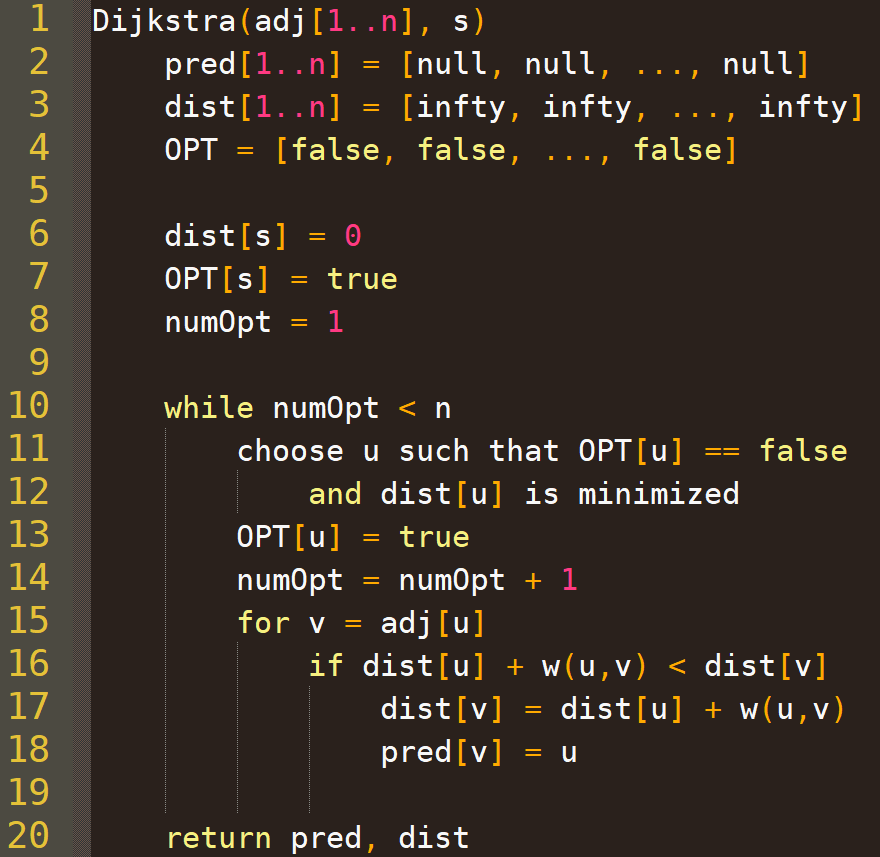 1 Dijkstra(adj[1..n], s)
2     pred[1..n] = [null, null, ..., null]
3     dist[1..n] = [infty, infty, ..., infty]
4     OPT = [false, false, ..., false]
5
6     dist[s] = 0
7     OPT[s] = true
8     numOpt = 1
9
10     while numOpt < n
11         choose u such that OPT[u] == false
12             and dist[u] is minimized
13         OPT[u] = true
14         numOpt = numOpt + 1
15         for v = adj[u]
16             if dist[u] + w(u,v) < dist[v]
17                 dist[v] = dist[u] + w(u,v)
18                 pred[v] = u
19
20     return pred, dist